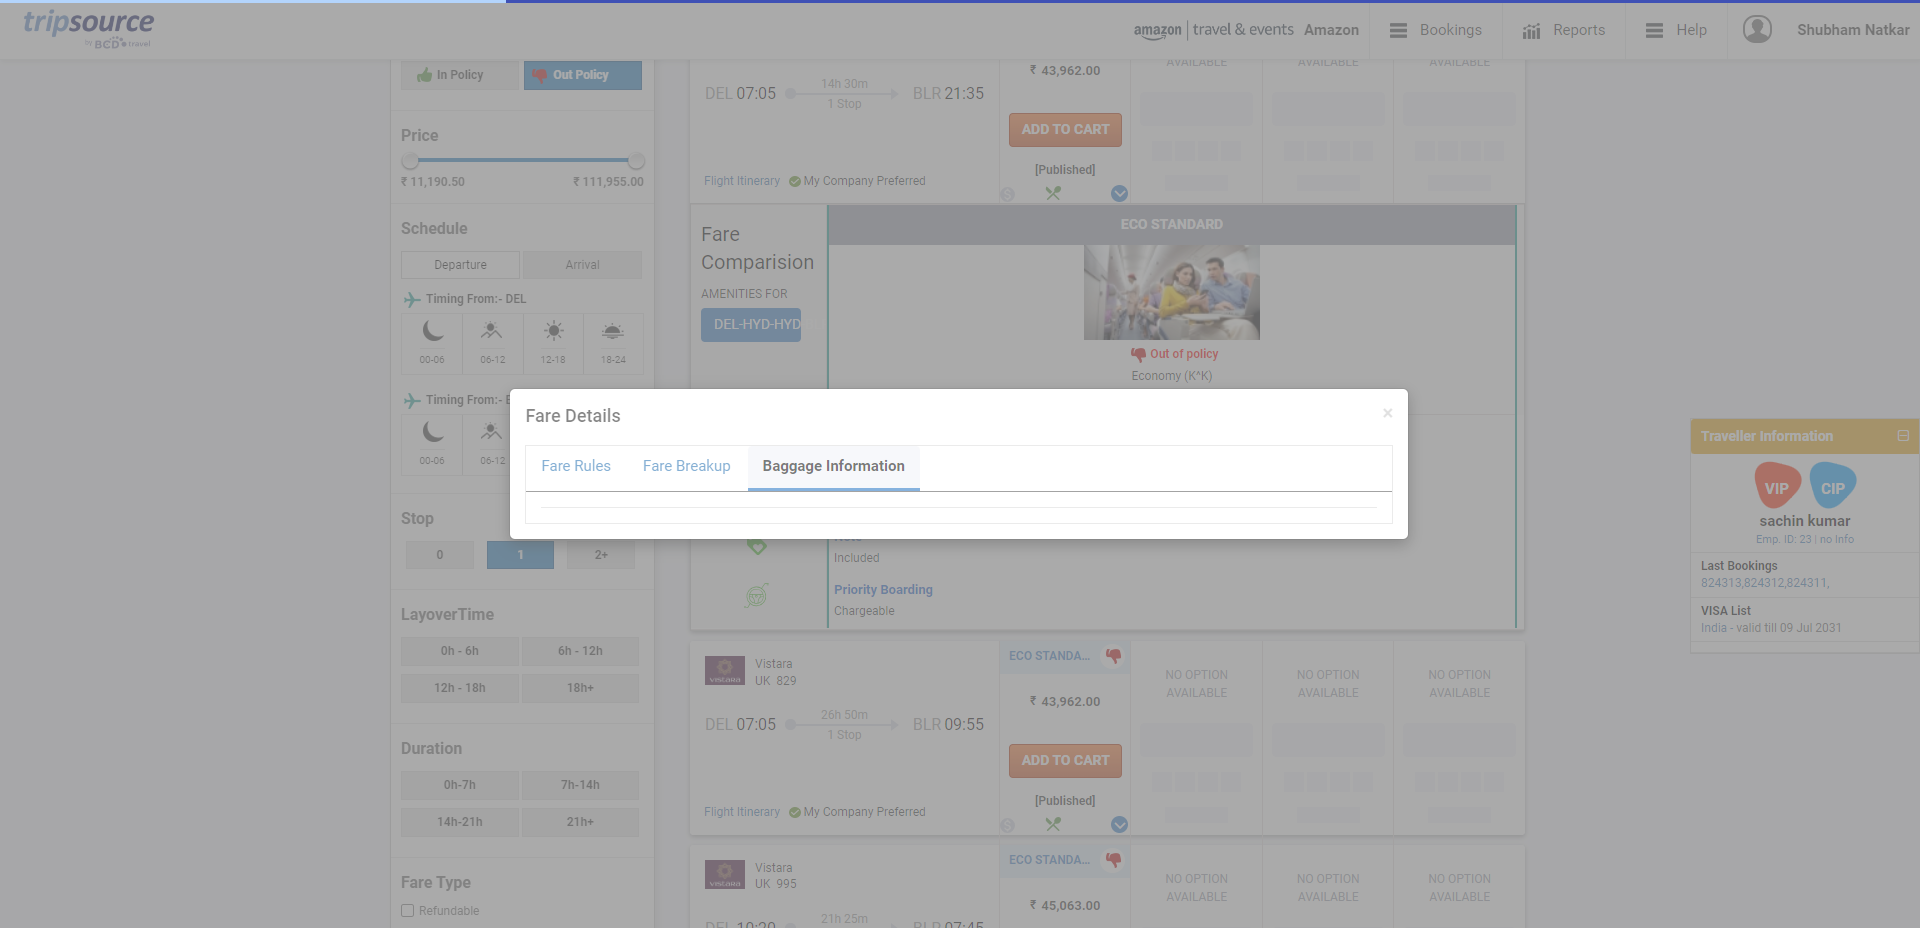 tripsource
by BCD travel
amazon | travel & events Amazon
Bookings
Reports
Help
Shubham Natkar
In Policy
Out Policy
Price
₹ 11,190.50
₹ 111,955.00
Schedule
Departure
Arrival
Timing From:- DEL
00-06
06-12
12-18
18-24
Timing From:-
00-06
06-12
Stop
0
1
2+
LayoverTime
0h - 6h
6h - 12h
12h - 18h
18h+
Duration
0h-7h
7h-14h
14h-21h
21h+
Fare Type
Refundable
DEL 07:05
14h 30m
1 Stop
BLR 21:35
Flight Itinerary
My Company Preferred
₹ 43,962.00
ADD TO CART
[Published]
AVAILABLE
AVAILABLE
AVAILABLE
Fare
Comparision
AMENITIES FOR
DEL-HYD-HYD
ECO STANDARD
Out of policy
Economy (K*K)
Fare Details
×
Fare Rules
Fare Breakup
Baggage Information
Included
Priority Boarding
Chargeable
Vistara
UK 829
DEL 07:05
26h 50m
1 Stop
BLR 09:55
Flight Itinerary
My Company Preferred
ECO STANDA...
₹ 43,962.00
ADD TO CART
[Published]
NO OPTION
AVAILABLE
NO OPTION
AVAILABLE
NO OPTION
AVAILABLE
Vistara
UK 995
21h 25m
ECO STANDA...
₹ 45,063.00
NO OPTION
AVAILABLE
NO OPTION
AVAILABLE
NO OPTION
AVAILABLE
Traveller Information
VIP
CIP
sachin kumar
Emp. ID: 23 | no Info
Last Bookings
824313,824312,824311,
VISA List
India - valid till 09 Jul 2031